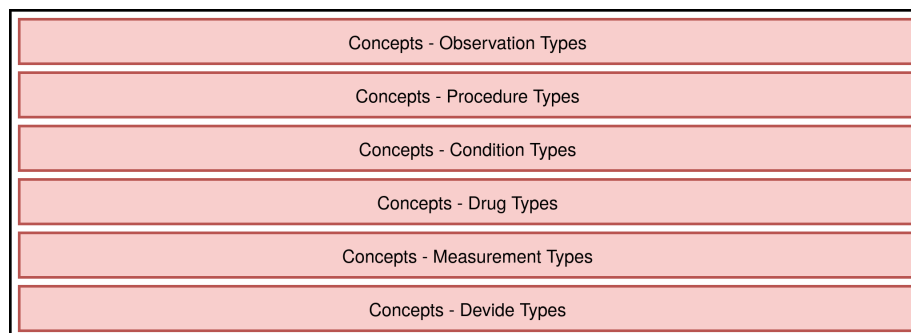 Concepts - Observation Types
Concepts - Procedure Types
Concepts - Condition Types
Concepts - Drug Types
Concepts - Measurement Types
Concepts - Devide Types